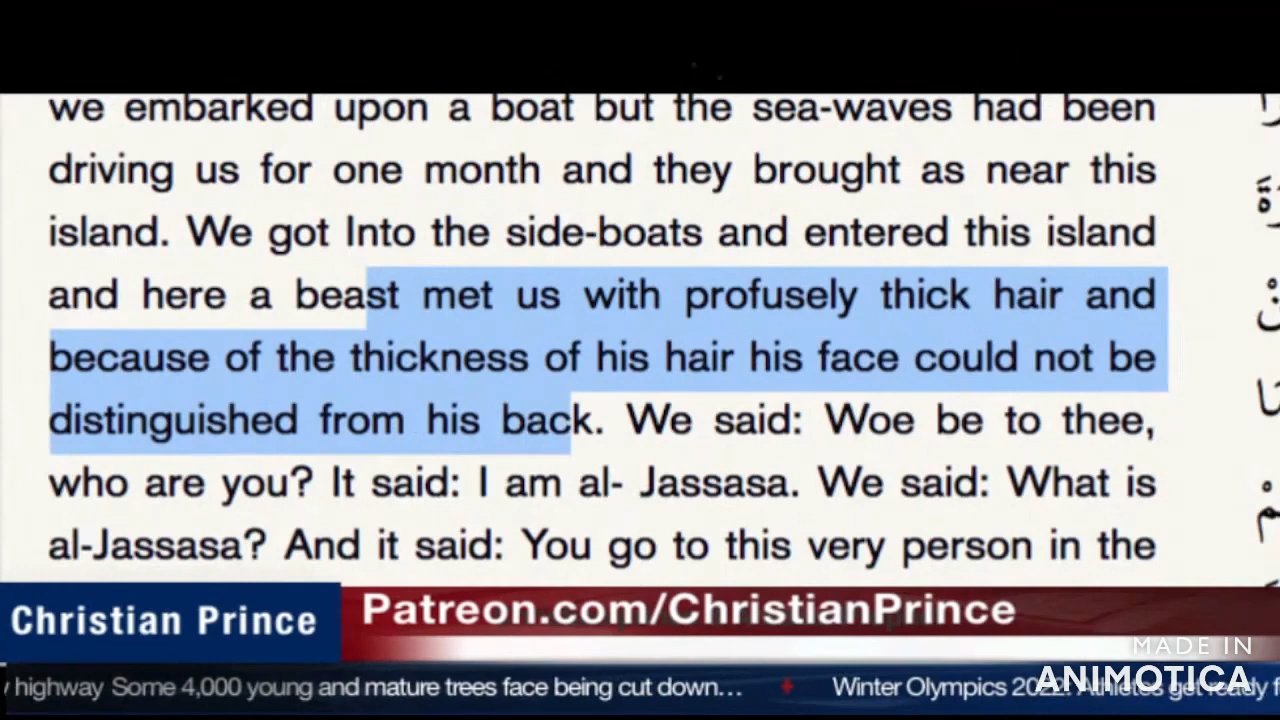 we embarked upon a boat but the sea-waves had been
driving us for one month and they brought as near this
island. We got Into the side-boats and entered this island
and here a beast met us with profusely thick hair and
because of the thickness of his hair his face could not be
distinguished from his back. We said: Woe be to thee,
who are you? It said: I am al- Jassasa. We said: What is
al-Jassasa? And it said: You go to this very person in the
Christian Prince
Patreon.com/ChristianPrince
MADE IN
ANIMOTICA
highway Some 4,000 young and mature trees face being cut down...
Winter Olympics 2022: Athletes get ready f